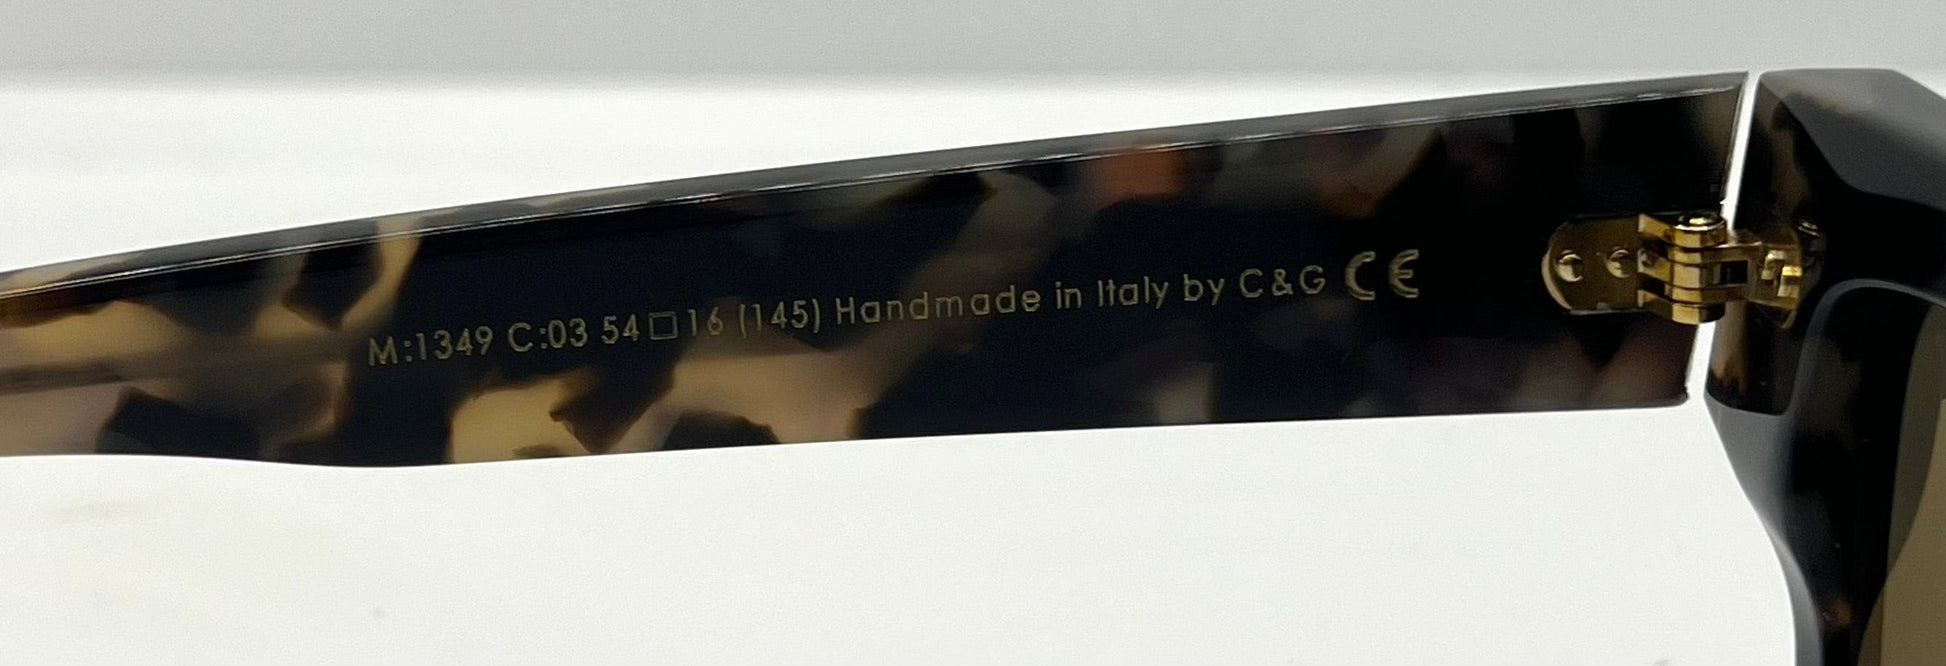 M:1349 C:03 54□16 (145) Handmade in Italy by C&G CE